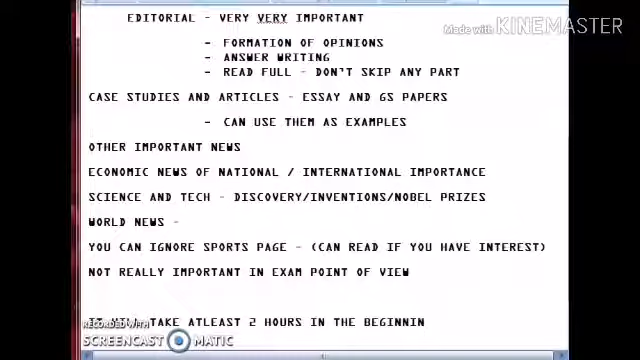 EDITORIAL - VERY VERY IMPORTANT
Made with KINEMASTER
- FORMATION OF OPINIONS
- ANSWER WRITING
- READ FULL - DON'T SKIP ANY PART
CASE STUDIES AND ARTICLES - ESSAY AND GS PAPERS
- CAN USE THEM AS EXAMPLES
OTHER IMPORTANT NEWS
ECONOMIC NEWS OF NATIONAL / INTERNATIONAL IMPORTANCE
SCIENCE AND TECH - DISCOVERY/INVENTIONS/NOBEL PRIZES
WORLD NEWS -
YOU CAN IGNORE SPORTS PAGE - (CAN READ IF YOU HAVE INTEREST)
NOT REALLY IMPORTANT IN EXAM POINT OF VIEW
IT WILL TAKE ATLEAST 2 HOURS IN THE BEGINNIN
RECORDED WITH
SCREENCAST MATIC